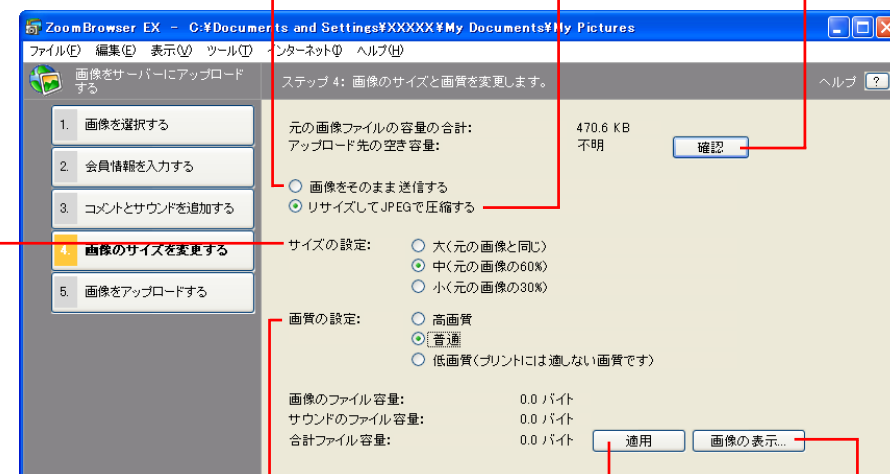 ZoomBrowser EX - C:¥Documents and Settings¥XXXXX¥My Documents¥My Pictures
ファイル(F) 編集(E) 表示(V) ツール(T) インターネット(I) ヘルプ(H)
画像をサーバーにアップロード
する
ステップ 4: 画像のサイズと画質を変更します。
ヘルプ ?
1. 画像を選択する
2. 会員情報を入力する
3. コメントとサウンドを追加する
4. 画像のサイズを変更する
5. 画像をアップロードする
元の画像ファイルの容量の合計: 470.6 KB
アップロード先の空き容量: 不明
確認
画像をそのまま送信する
リサイズしてJPEGで圧縮する
サイズの設定: 大(元の画像と同じ)
中(元の画像の60%)
小(元の画像の30%)
画質の設定: 高画質
普通
低画質(プリントには適しない画質です)
画像のファイル容量: 0.0 バイト
サウンドのファイル容量: 0.0 バイト
合計ファイル容量: 0.0 バイト
適用
画像の表示...